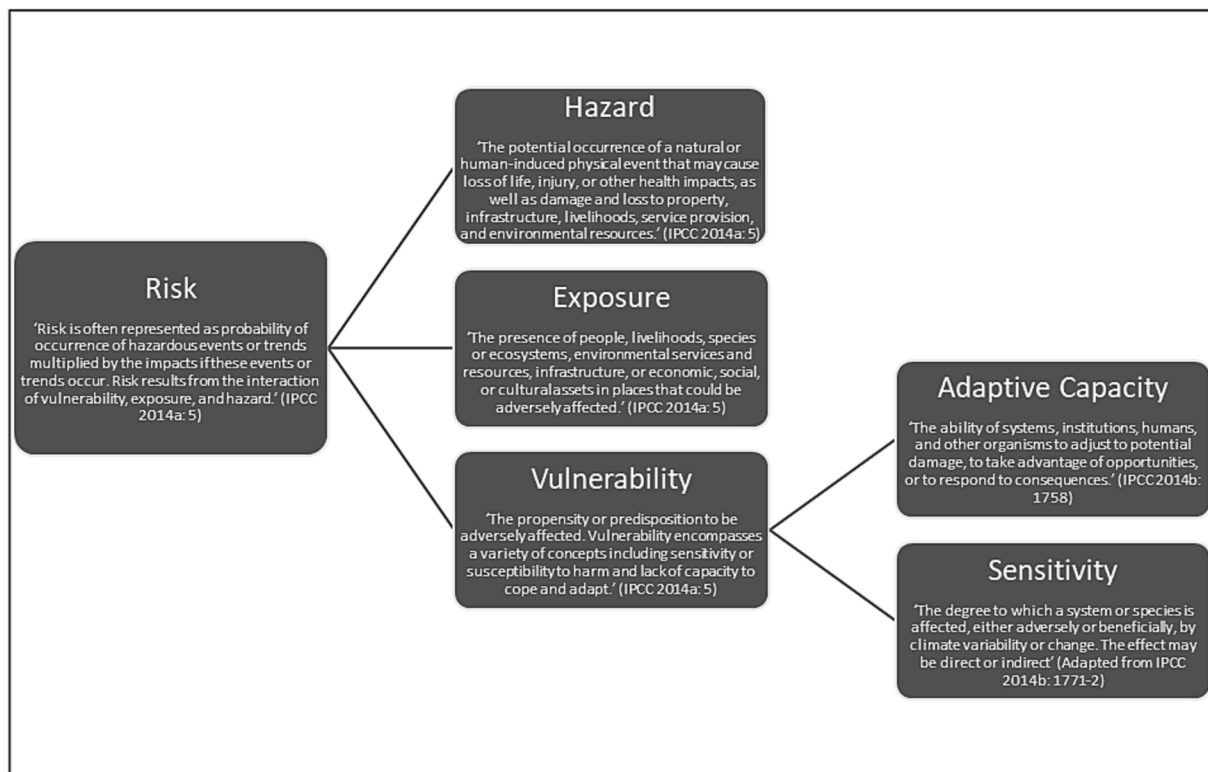 Hazard
‘The potential occurrence of a natural or
human-induced physical event that may cause
loss of life, injury, or other health impacts, as
well as damage and loss to property,
infrastructure, livelihoods, service provision,
and environmental resources.’ (IPCC 2014a: 5)
Risk
‘Risk is often represented as probability of
occurrence of hazardous events or trends
multiplied by the impacts if these events or
trends occur. Risk results from the interaction
of vulnerability, exposure, and hazard.’ (IPCC
2014a: 5)
Exposure
‘The presence of people, livelihoods, species
or ecosystems, environmental services and
resources, infrastructure, or economic, social,
or cultural assets in places that could be
adversely affected.’ (IPCC 2014a: 5)
Vulnerability
‘The propensity or predisposition to be
adversely affected. Vulnerability encompasses
a variety of concepts including sensitivity or
susceptibility to harm and lack of capacity to
cope and adapt.’ (IPCC 2014a: 5)
Adaptive Capacity
‘The ability of systems, institutions, humans,
and other organisms to adjust to potential
damage, to take advantage of opportunities,
or to respond to consequences.’ (IPCC 2014b:
1758)
Sensitivity
‘The degree to which a system or species is
affected, either adversely or beneficially, by
climate variability or change. The effect may
be direct or indirect’ (Adapted from IPCC
2014b: 1771-2)